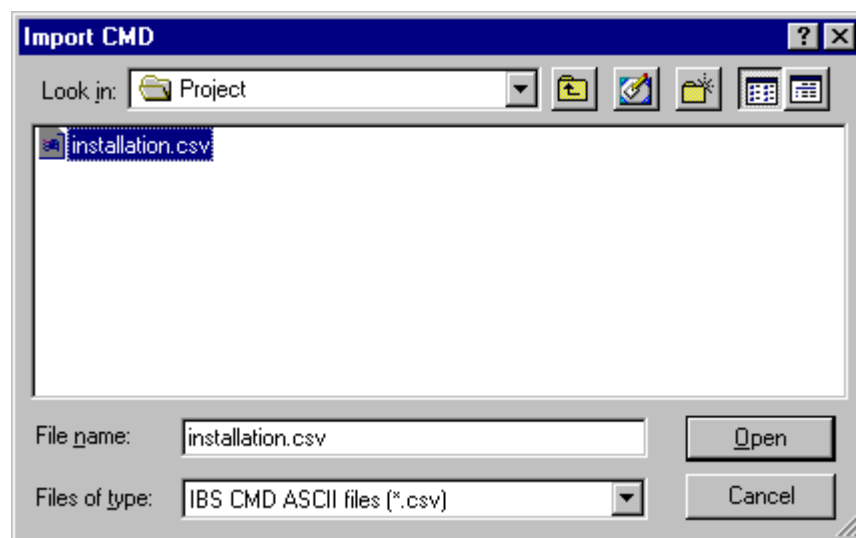 Import CMD
Look in: Project
installation.csv
File name: installation.csv Open
Files of type: IBS CMD ASCII files (*.csv) Cancel